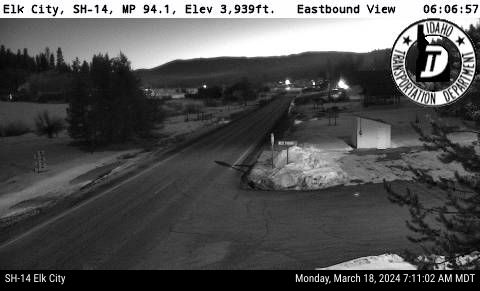 Elk City, SH-14, MP 94.1, Elev 3,939ft. Eastbound View 06:06:57
IDAHO
TRANSPORTATION DEPARTMENT
SH-14 Elk City Monday, March 18, 2024 7:11:02 AM MDT